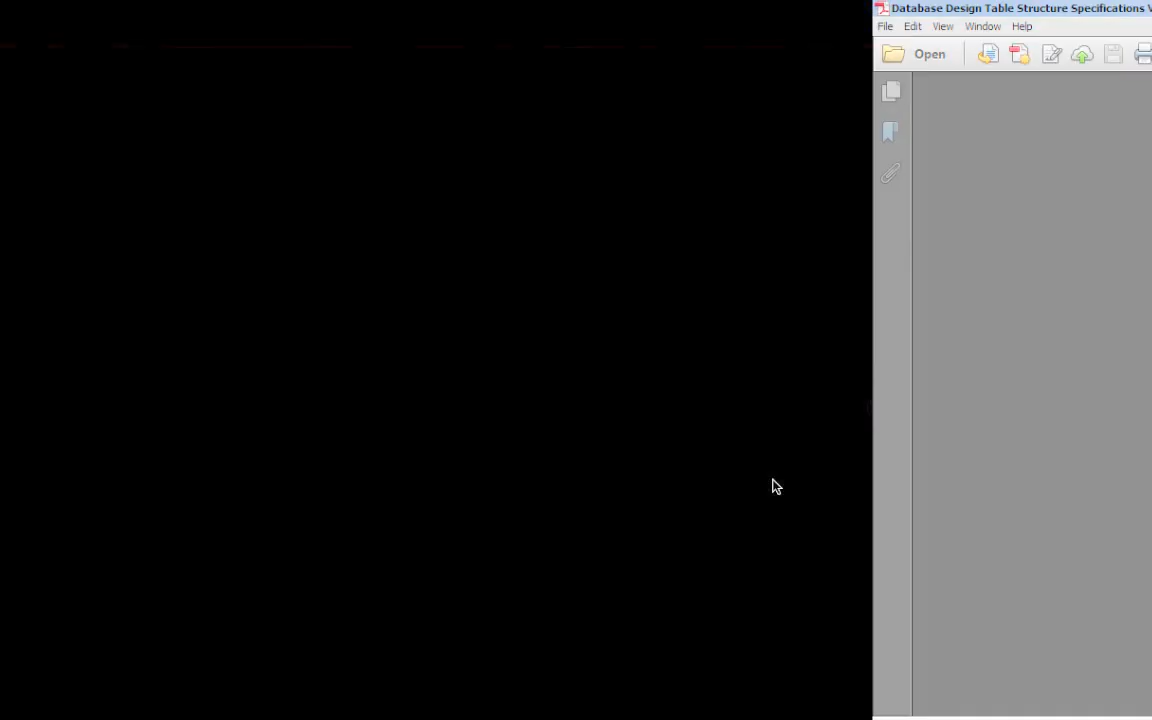 Database Design Table Structure Specifications V
File Edit View Window Help
Open